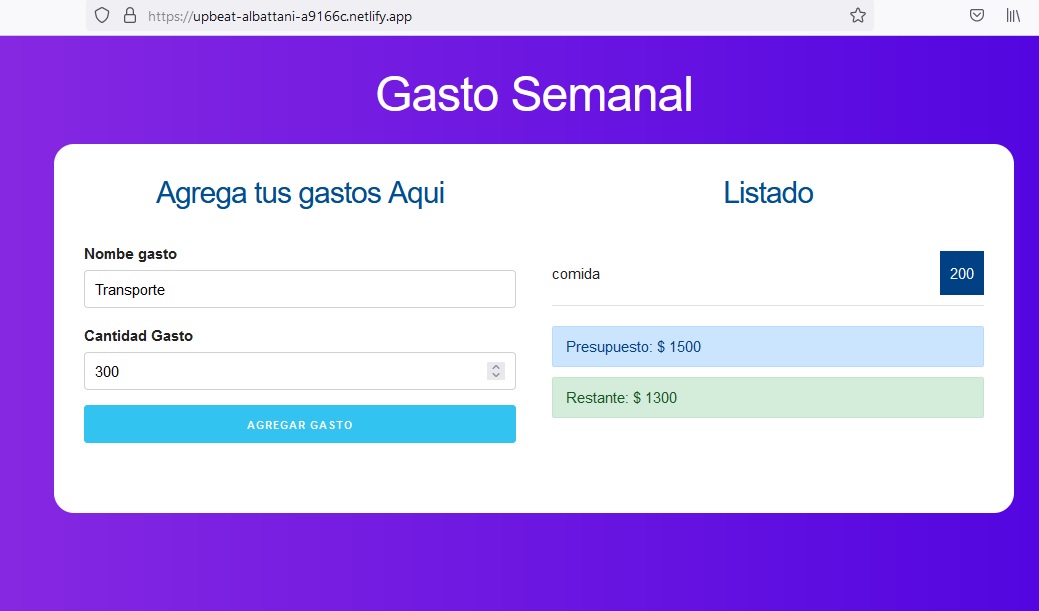 https://upbeat-albattani-a9166c.netlify.app
Gasto Semanal
Agrega tus gastos Aqui
Nombe gasto
Transporte
Cantidad Gasto
300
AGREGAR GASTO
Listado
comida 200
Presupuesto: $ 1500
Restante: $ 1300